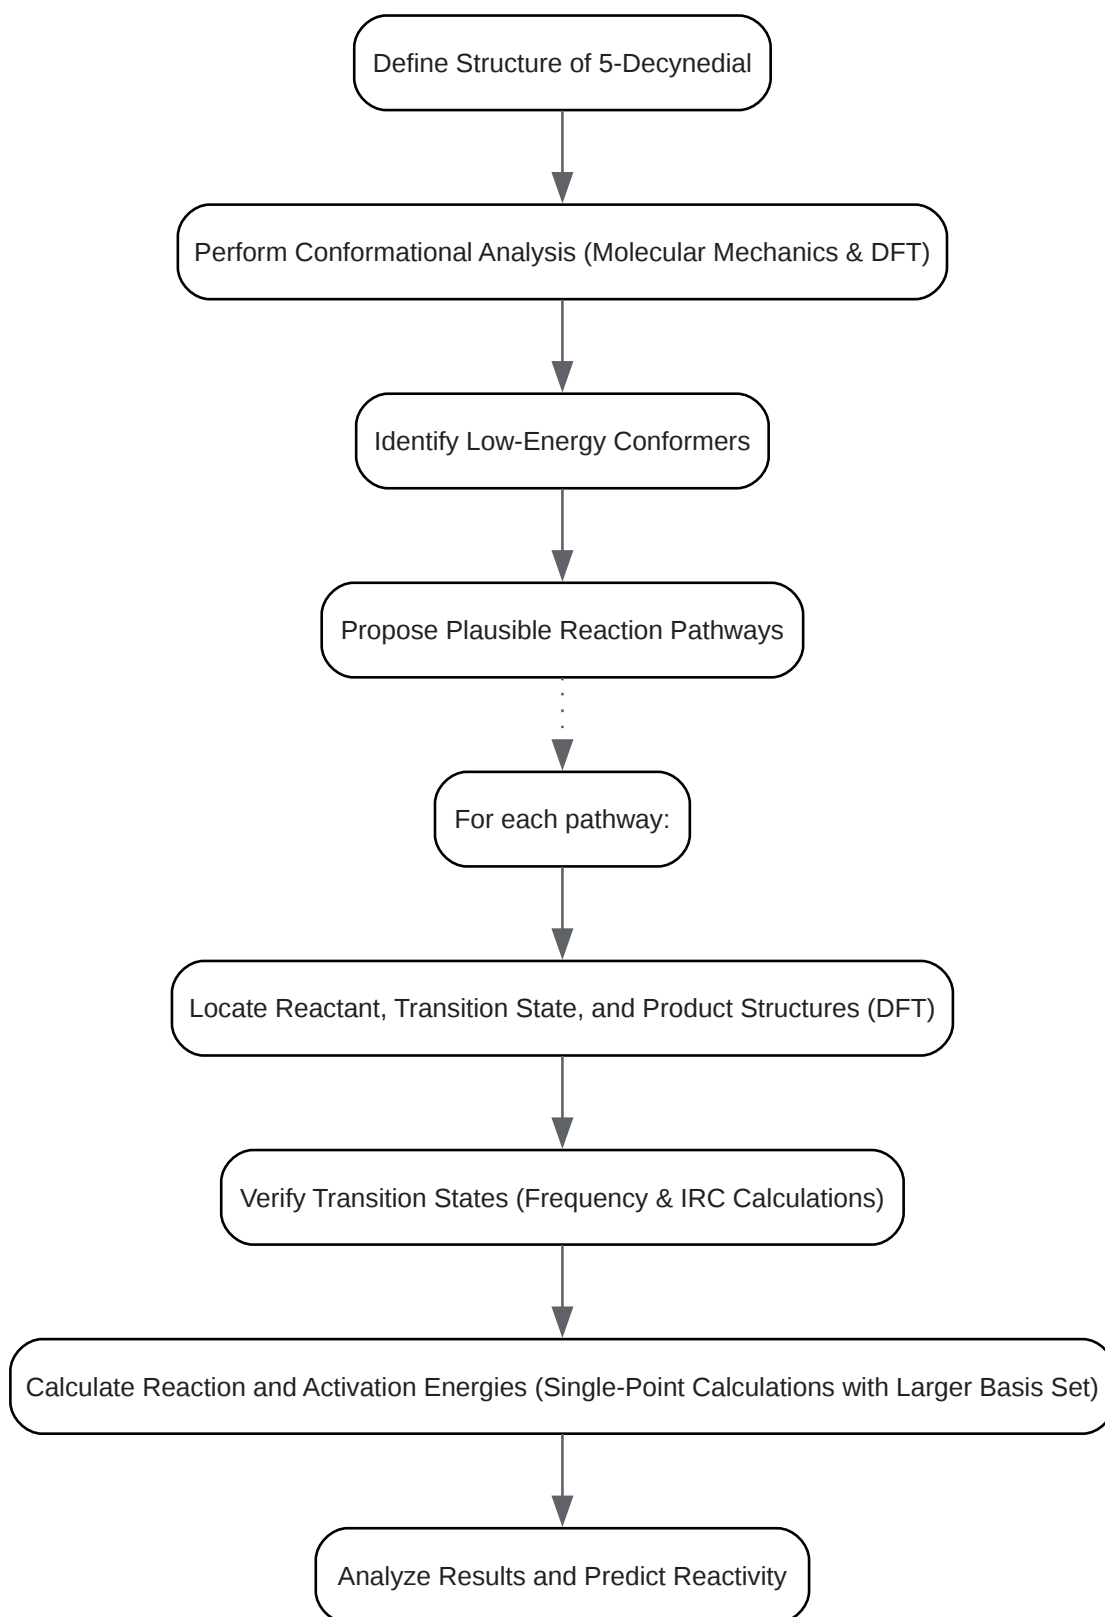 Define Structure of 5-Decynedial
Perform Conformational Analysis (Molecular Mechanics & DFT)
Identify Low-Energy Conformers
Propose Plausible Reaction Pathways
For each pathway:
Locate Reactant, Transition State, and Product Structures (DFT)
Verify Transition States (Frequency & IRC Calculations)
Calculate Reaction and Activation Energies (Single-Point Calculations with Larger Basis Set)
Analyze Results and Predict Reactivity